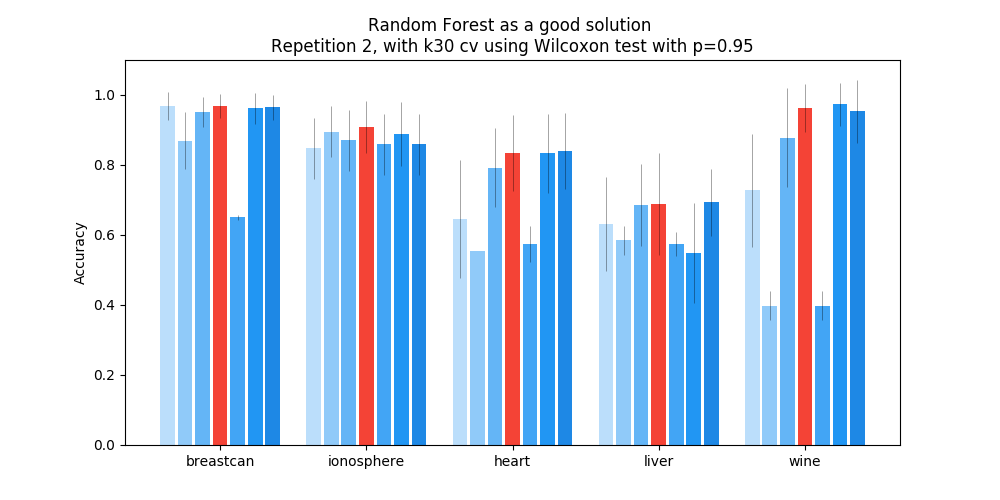 Random Forest as a good solution
Repetition 2, with k30 cv using Wilcoxon test with p=0.95
Accuracy
1.0
0.8
0.6
0.4
0.2
0.0
breastcan ionosphere heart liver wine